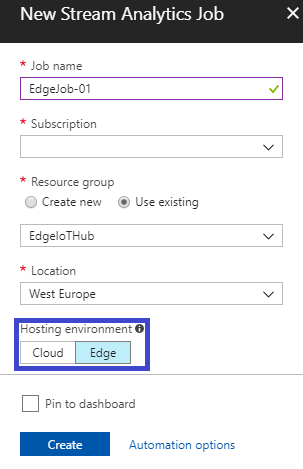 New Stream Analytics Job
* Job name
EdgeJob-01
* Subscription
* Resource group
Create new Use existing
EdgeIoTHub
* Location
West Europe
Hosting environment
Cloud Edge
Pin to dashboard
Create Automation options